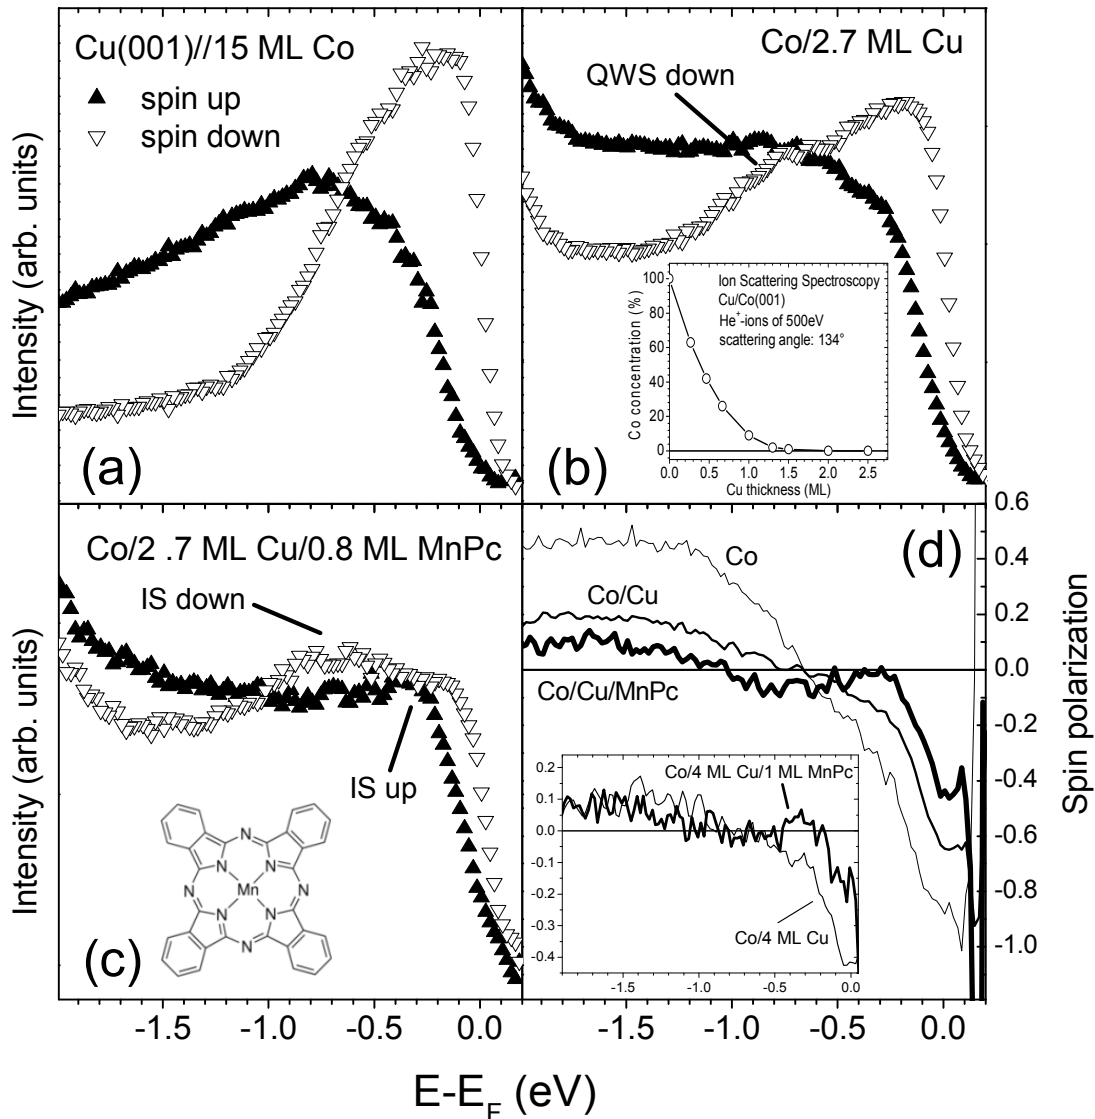 Cu(001)//15 ML Co
spin up
spin down
Intensity (arb. units)
(a)
Co/2.7 ML Cu
QWS down
100
80
60
40
20
0
Co concentration (%)
Ion Scattering Spectroscopy
Cu/Co(001)
He⁺-ions of 500eV
scattering angle: 134°
0.0 0.5 1.0 1.5 2.0 2.5
Cu thickness (ML)
(b)
Co/2 .7 ML Cu/0.8 ML MnPc
IS down
IS up
Intensity (arb. units)
N
N
N
N
Mn
N
N
N
N
(c)
-1.5 -1.0 -0.5 0.0
(d)
Co
Co/Cu
Co/Cu/MnPc
0.6
0.4
0.2
0.0
-0.2
-0.4
-0.6
-0.8
-1.0
Spin polarization
0.2
0.1
0.0
-0.1
-0.2
-0.3
-0.4
Co/4 ML Cu/1 ML MnPc
Co/4 ML Cu
-1.5 -1.0 -0.5 0.0
-1.5 -1.0 -0.5 0.0
E-E_F (eV)